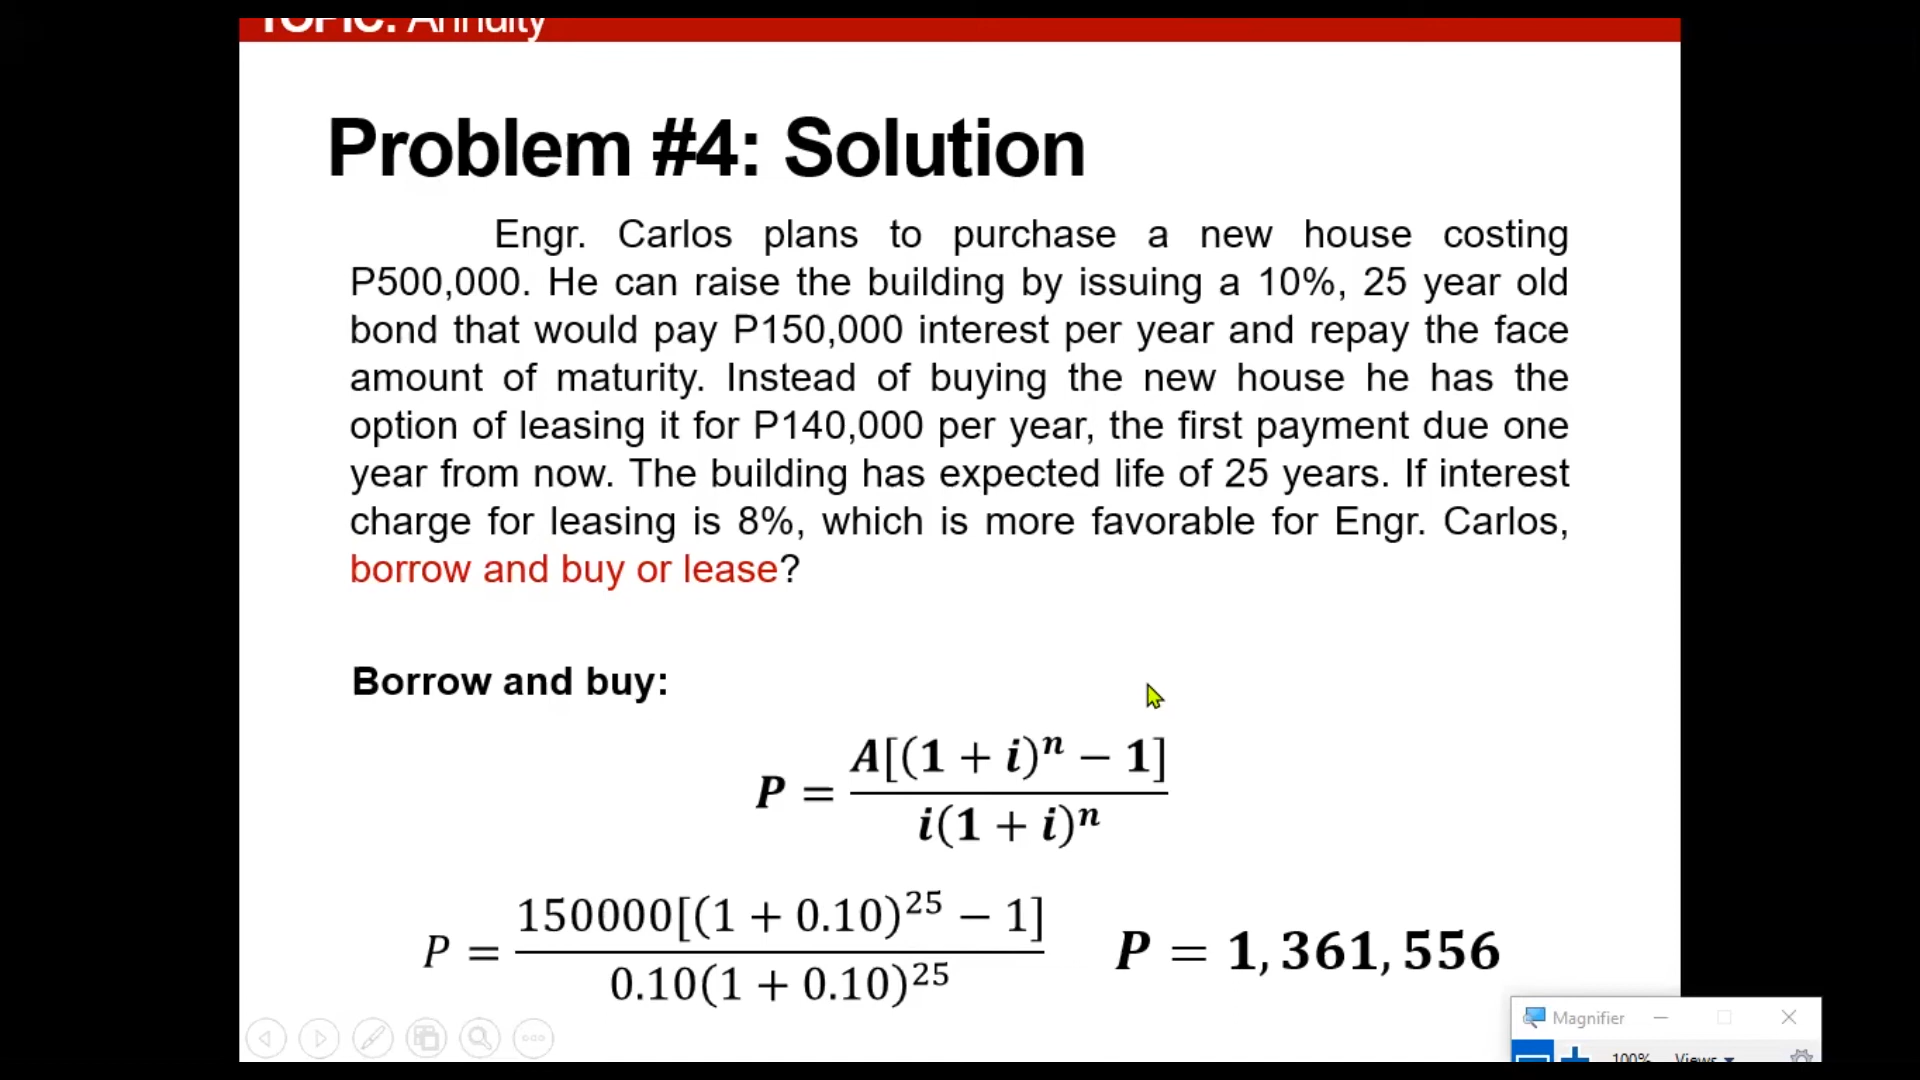 TOPIC: Annuity
Problem #4: Solution
Engr. Carlos plans to purchase a new house costing
P500,000. He can raise the building by issuing a 10%, 25 year old
bond that would pay P150,000 interest per year and repay the face
amount of maturity. Instead of buying the new house he has the
option of leasing it for P140,000 per year, the first payment due one
year from now. The building has expected life of 25 years. If interest
charge for leasing is 8%, which is more favorable for Engr. Carlos,
borrow and buy or lease?
Borrow and buy:
P = A[(1 + i)^n − 1] / i(1 + i)^n
P = 150000[(1 + 0.10)^25 − 1] / 0.10(1 + 0.10)^25
P = 1,361,556
Magnifier
100% Views